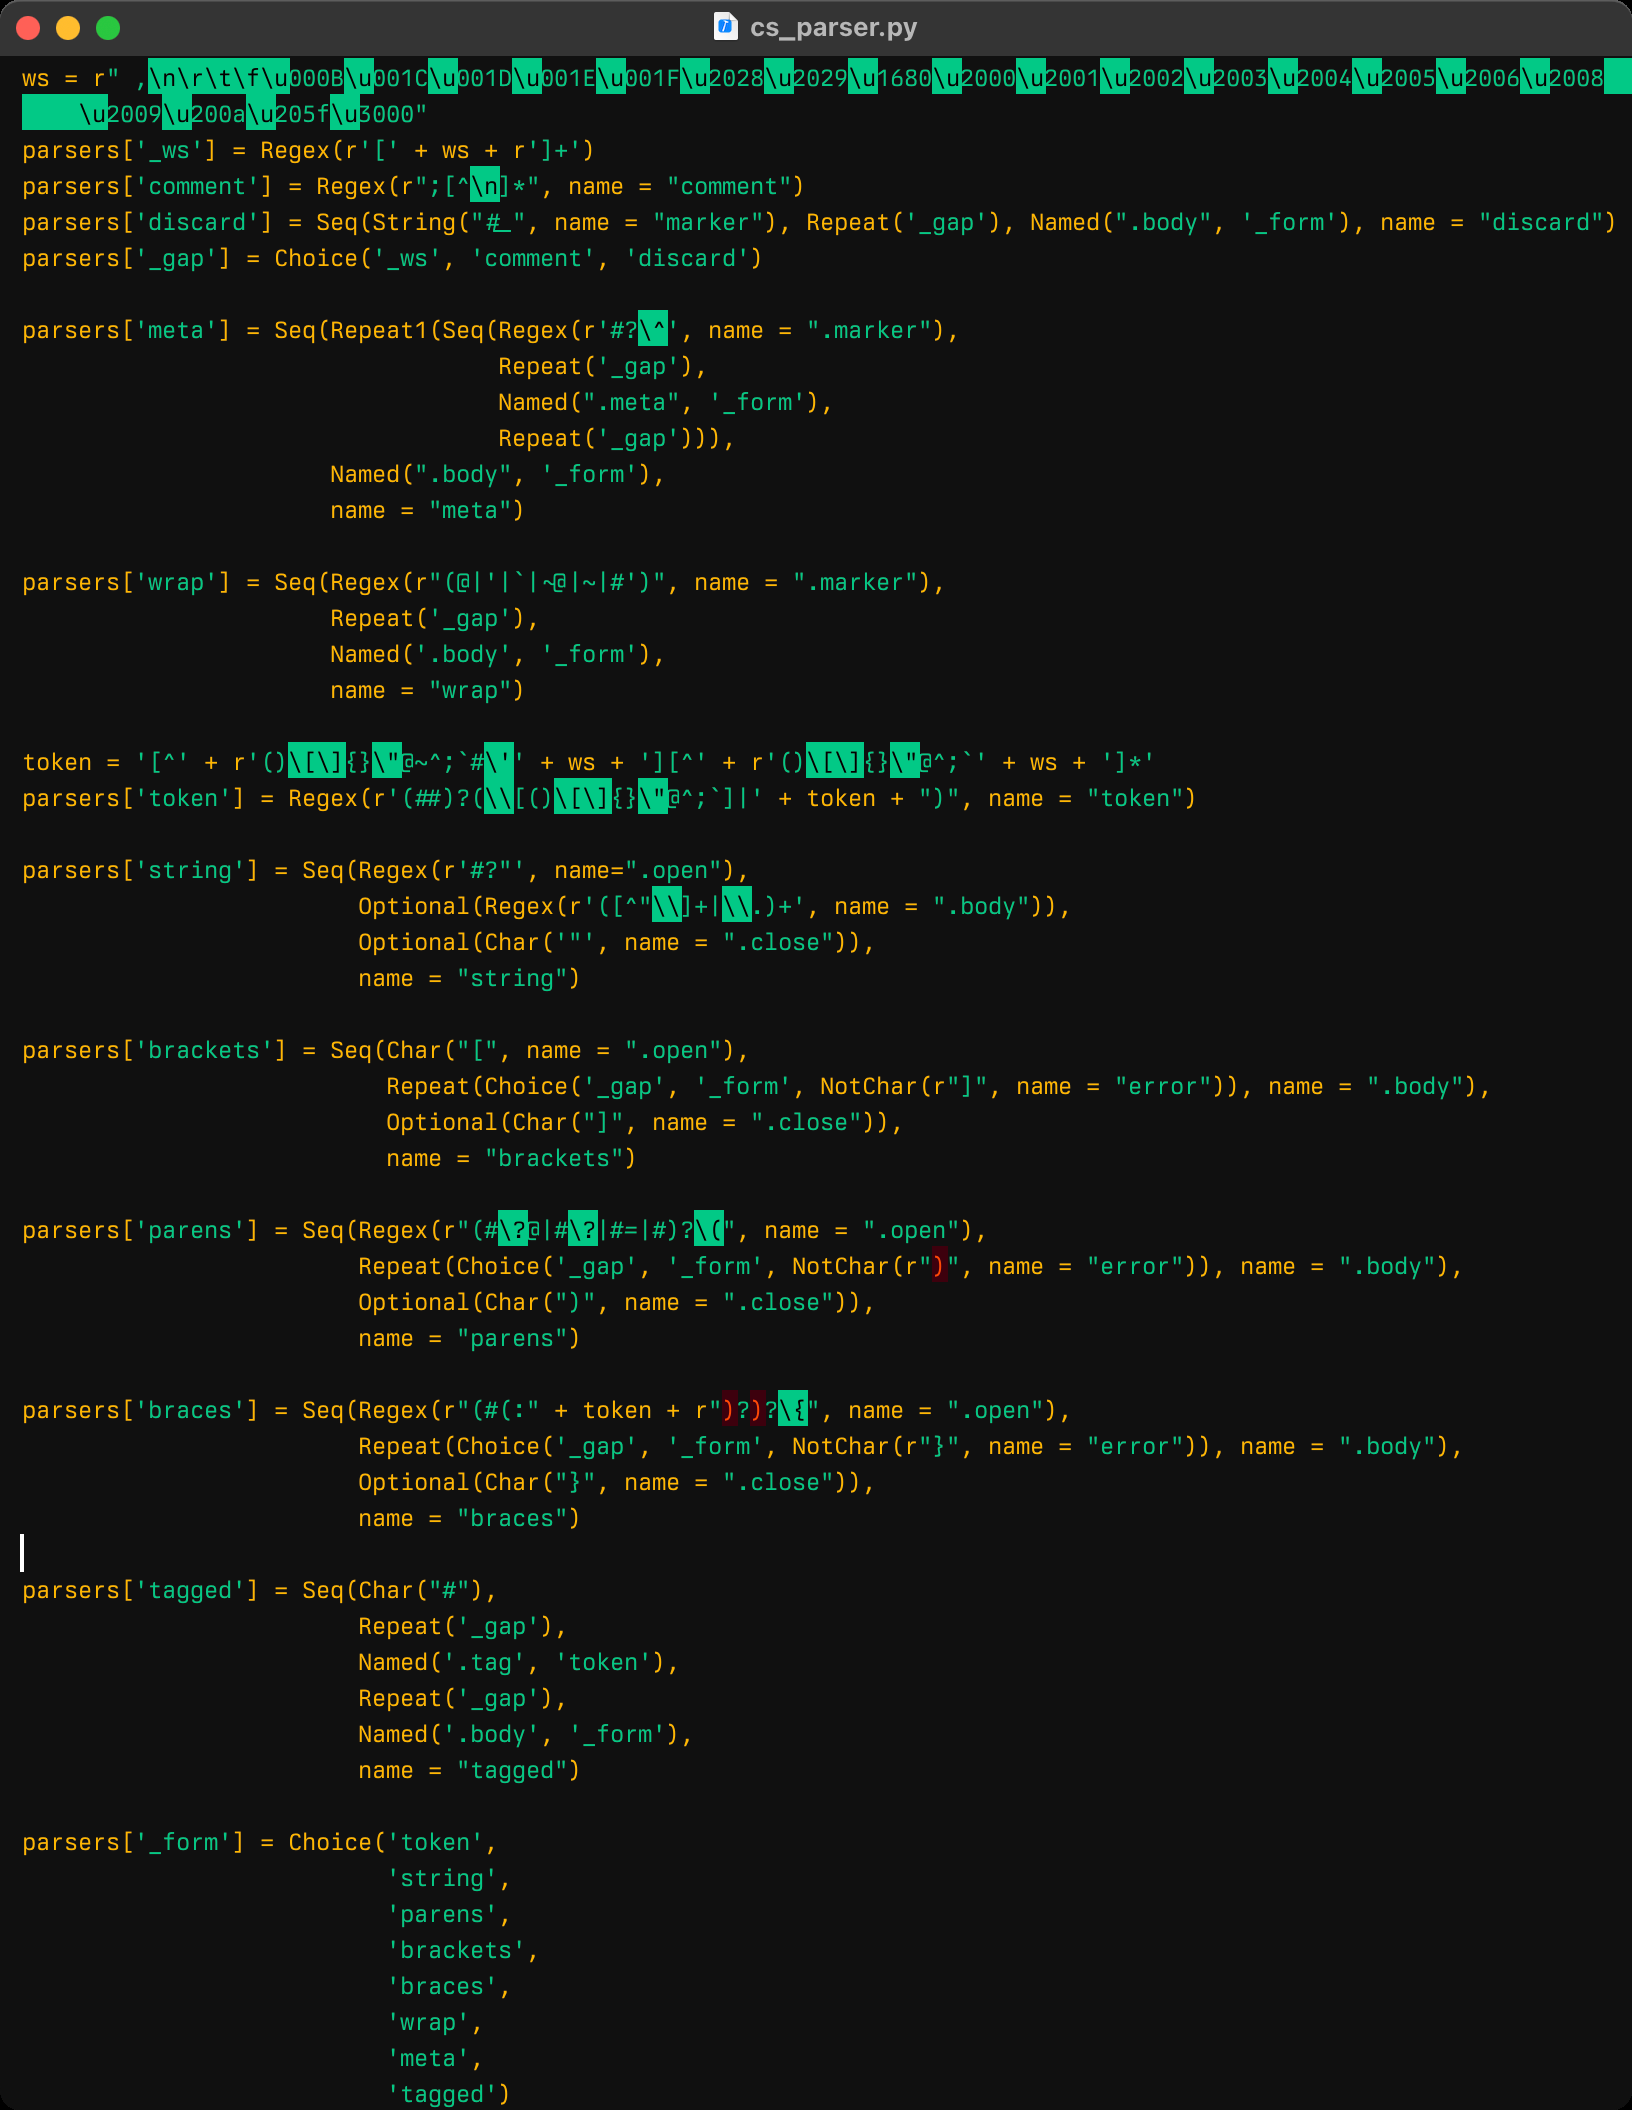 cs_parser.py
ws = r" ,\n\r\t\f\u000B\u001C\u001D\u001E\u001F\u2028\u2029\u1680\u2000\u2001\u2002\u2003\u2004\u2005\u2006\u2008
    \u2009\u200a\u205f\u3000"
parsers['_ws'] = Regex(r'[' + ws + r']+')
parsers['comment'] = Regex(r";[^\n]*", name = "comment")
parsers['discard'] = Seq(String("#_", name = "marker"), Repeat('_gap'), Named(".body", '_form'), name = "discard")
parsers['_gap'] = Choice('_ws', 'comment', 'discard')

parsers['meta'] = Seq(Repeat1(Seq(Regex(r'#?\^', name = ".marker"),
                                  Repeat('_gap'),
                                  Named(".meta", '_form'),
                                  Repeat('_gap'))),
                      Named(".body", '_form'),
                      name = "meta")

parsers['wrap'] = Seq(Regex(r"(@|'|`|~@|~|#')", name = ".marker"),
                      Repeat('_gap'),
                      Named('.body', '_form'),
                      name = "wrap")

token = '[^' + r'()\[\]{}\"@~^;`#\'' + ws + '][^' + r'()\[\]{}\"@^;`' + ws + ']*'
parsers['token'] = Regex(r'(##)?(\\[()\[\]{}\"@^;`]|' + token + ")", name = "token")

parsers['string'] = Seq(Regex(r'#?"', name=".open"),
                        Optional(Regex(r'([^"\\]+|\\.)+', name = ".body")),
                        Optional(Char('"', name = ".close")),
                        name = "string")

parsers['brackets'] = Seq(Char("[", name = ".open"),
                          Repeat(Choice('_gap', '_form', NotChar(r"]", name = "error")), name = ".body"),
                          Optional(Char("]", name = ".close")),
                          name = "brackets")

parsers['parens'] = Seq(Regex(r"(#\?@|#\?|#=|#)?\(", name = ".open"),
                        Repeat(Choice('_gap', '_form', NotChar(r")", name = "error")), name = ".body"),
                        Optional(Char(")", name = ".close")),
                        name = "parens")

parsers['braces'] = Seq(Regex(r"(#(:" + token + r")?)?\{", name = ".open"),
                        Repeat(Choice('_gap', '_form', NotChar(r"}", name = "error")), name = ".body"),
                        Optional(Char("}", name = ".close")),
                        name = "braces")

parsers['tagged'] = Seq(Char("#"),
                        Repeat('_gap'),
                        Named('.tag', 'token'),
                        Repeat('_gap'),
                        Named('.body', '_form'),
                        name = "tagged")

parsers['_form'] = Choice('token',
                          'string',
                          'parens',
                          'brackets',
                          'braces',
                          'wrap',
                          'meta',
                          'tagged')